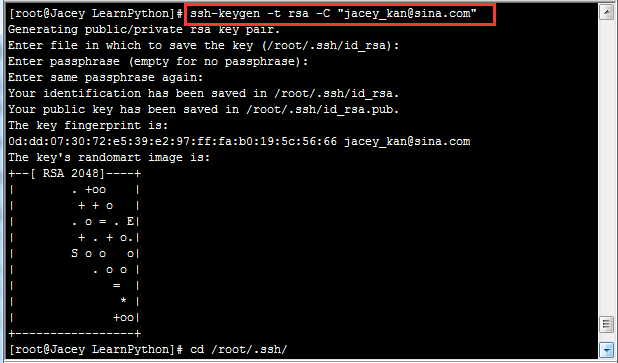 [root@Jacey LearnPython]# ssh-keygen -t rsa -C "jacey_kan@sina.com"
Generating public/private rsa key pair.
Enter file in which to save the key (/root/.ssh/id_rsa):
Enter passphrase (empty for no passphrase):
Enter same passphrase again:
Your identification has been saved in /root/.ssh/id_rsa.
Your public key has been saved in /root/.ssh/id_rsa.pub.
The key fingerprint is:
0d:dd:07:30:72:e5:39:e2:97:ff:fa:b0:19:5c:56:66 jacey_kan@sina.com
The key's randomart image is:
+--[ RSA 2048]----+
|        . +oo    |
|         + + o   |
|        . o = . E|
|         + . + o.|
|        S o o   o|
|           . o o |
|              =  |
|               * |
|              +oo|
+-----------------+
[root@Jacey LearnPython]# cd /root/.ssh/